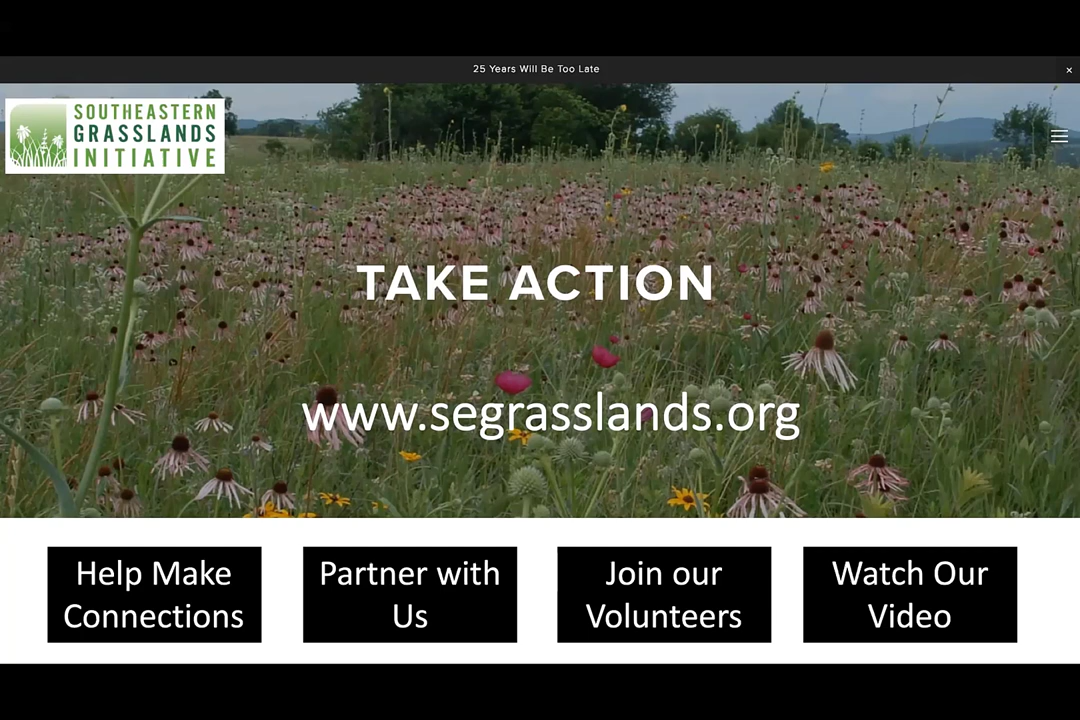 25 Years Will Be Too Late
×
SOUTHEASTERN
GRASSLANDS
INITIATIVE
TAKE ACTION
www.segrasslands.org
Help Make
Connections
Partner with
Us
Join our
Volunteers
Watch Our
Video